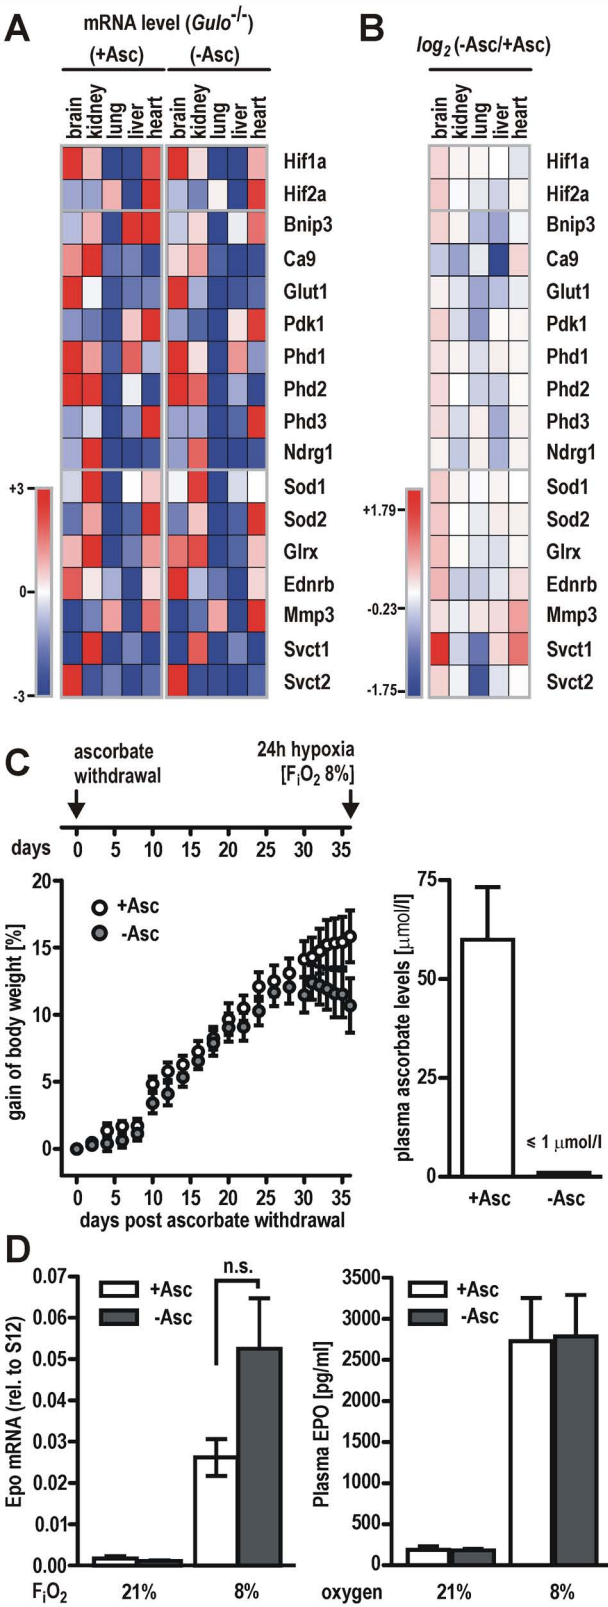 A
mRNA level (Gulo-/-)
(+Asc) (-Asc)
brain kidney lung liver heart brain kidney lung liver heart
Hif1a
Hif2a
Bnip3
Ca9
Glut1
Pdk1
Phd1
Phd2
Phd3
Ndrg1
Sod1
Sod2
Glrx
Ednrb
Mmp3
Svct1
Svct2
+3
0
-3
B
log2 (-Asc/+Asc)
brain kidney lung liver heart
Hif1a
Hif2a
Bnip3
Ca9
Glut1
Pdk1
Phd1
Phd2
Phd3
Ndrg1
Sod1
Sod2
Glrx
Ednrb
Mmp3
Svct1
Svct2
+1.79
-0.23
-1.75
C
ascorbate
withdrawal
24h hypoxia
[FiO2 8%]
days 0 5 10 15 20 25 30 35
gain of body weight [%]
20
15
10
5
0
+Asc
-Asc
0 5 10 15 20 25 30 35
days post ascorbate withdrawal
plasma ascorbate levels [µmol/l]
75
50
25
0
⩽ 1 µmol/l
+Asc -Asc
D
Epo mRNA (rel. to S12)
0.07
0.06
0.05
0.04
0.03
0.02
0.01
0.00
+Asc
-Asc
n.s.
FiO2 21% 8%
Plasma EPO [pg/ml]
3500
3000
2500
2000
1500
1000
500
0
+Asc
-Asc
oxygen 21% 8%